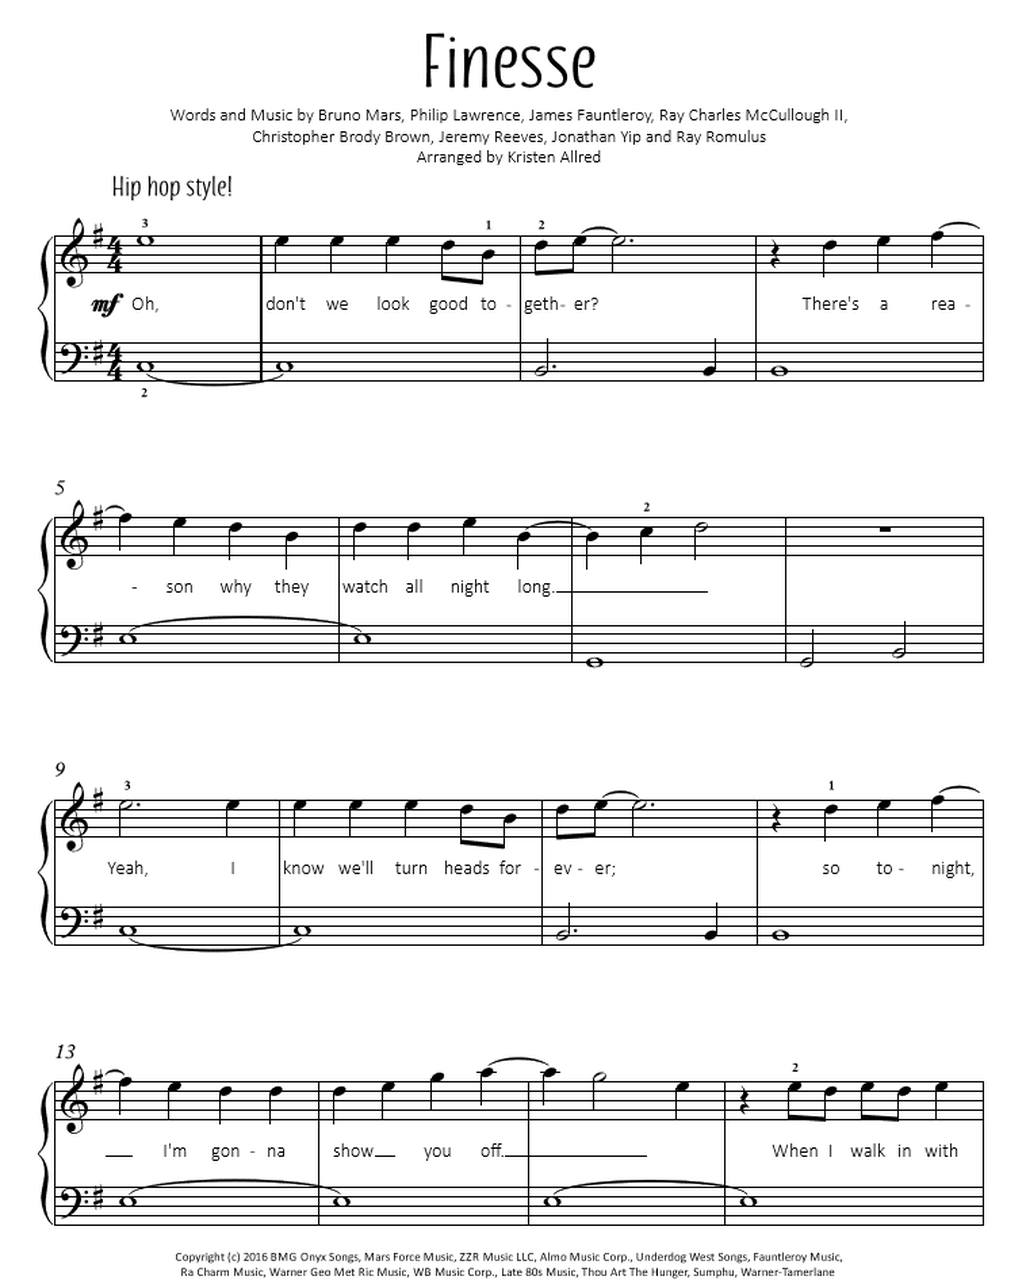 Finesse
Words and Music by Bruno Mars, Philip Lawrence, James Fauntleroy, Ray Charles McCullough II,
Christopher Brody Brown, Jeremy Reeves, Jonathan Yip and Ray Romulus
Arranged by Kristen Allred
Hip hop style!
3 1 2
4 4
mf Oh, don't we look good to - geth- er? There's a rea -
4 4
2
5
2
- son why they watch all night long.
9
3 1
Yeah, I know we'll turn heads for - ev - er; so to - night,
13
2
I'm gon - na show you off. When I walk in with
Copyright (c) 2016 BMG Onyx Songs, Mars Force Music, ZZR Music LLC, Almo Music Corp., Underdog West Songs, Fauntleroy Music,
Ra Charm Music, Warner Geo Met Ric Music, WB Music Corp., Late 80s Music, Thou Art The Hunger, Sumphu, Warner-Tamerlane